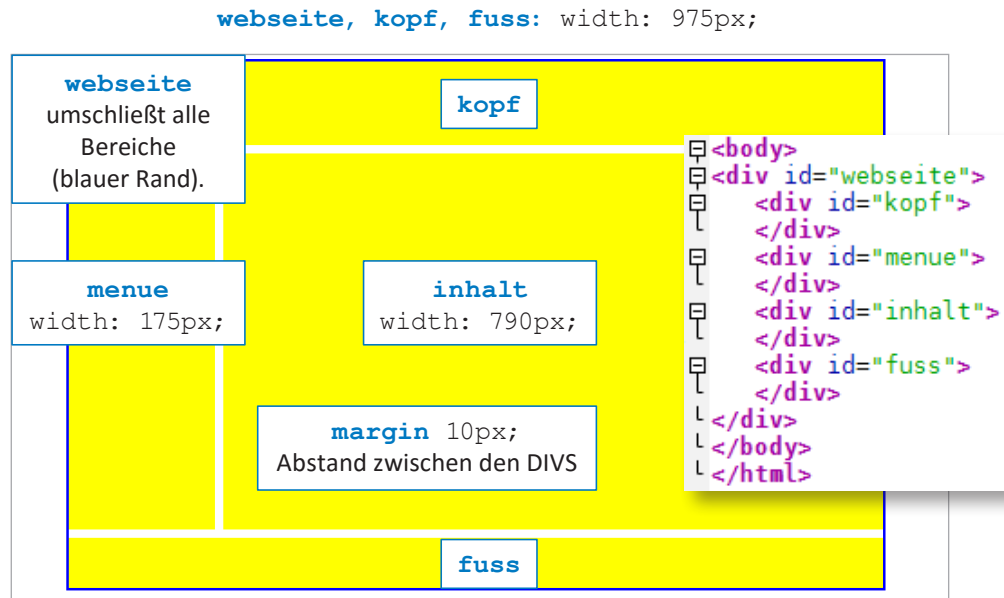 webseite, kopf, fuss: width: 975px;
webseite
umschließt alle
Bereiche
(blauer Rand).
kopf
menue
width: 175px;
inhalt
width: 790px;
margin 10px;
Abstand zwischen den DIVS
fuss
<body>
<div id="webseite">
<div id="kopf">
</div>
<div id="menue">
</div>
<div id="inhalt">
</div>
<div id="fuss">
</div>
</div>
</body>
</html>